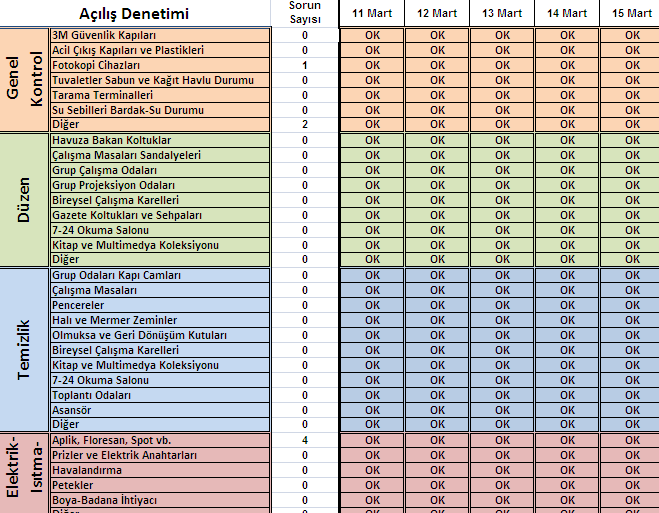 Açılış Denetimi Sorun Sayısı 11 Mart 12 Mart 13 Mart 14 Mart 15 Mart
Genel Kontrol
3M Güvenlik Kapıları 0 OK OK OK OK OK
Acil Çıkış Kapıları ve Plastikleri 0 OK OK OK OK OK
Fotokopi Cihazları 1 OK OK OK OK OK
Tuvaletler Sabun ve Kağıt Havlu Durumu 0 OK OK OK OK OK
Tarama Terminalleri 0 OK OK OK OK OK
Su Sebilleri Bardak-Su Durumu 0 OK OK OK OK OK
Diğer 2 OK OK OK OK OK
Düzen
Havuza Bakan Koltuklar 0 OK OK OK OK OK
Çalışma Masaları Sandalyeleri 0 OK OK OK OK OK
Grup Çalışma Odaları 0 OK OK OK OK OK
Grup Projeksiyon Odaları 0 OK OK OK OK OK
Bireysel Çalışma Karelleri 0 OK OK OK OK OK
Gazete Koltukları ve Sehpaları 0 OK OK OK OK OK
7-24 Okuma Salonu 0 OK OK OK OK OK
Kitap ve Multimedya Koleksiyonu 0 OK OK OK OK OK
Diğer 0 OK OK OK OK OK
Temizlik
Grup Odaları Kapı Camları 0 OK OK OK OK OK
Çalışma Masaları 0 OK OK OK OK OK
Pencereler 0 OK OK OK OK OK
Halı ve Mermer Zeminler 0 OK OK OK OK OK
Olmuksa ve Geri Dönüşüm Kutuları 0 OK OK OK OK OK
Bireysel Çalışma Karelleri 0 OK OK OK OK OK
Kitap ve Multimedya Koleksiyonu 0 OK OK OK OK OK
7-24 Okuma Salonu 0 OK OK OK OK OK
Toplantı Odaları 0 OK OK OK OK OK
Asansör 0 OK OK OK OK OK
Diğer 0 OK OK OK OK OK
Elektrik-Isıtma-
Aplik, Floresan, Spot vb. 4 OK OK OK OK OK
Prizler ve Elektrik Anahtarları 0 OK OK OK OK OK
Havalandırma 0 OK OK OK OK OK
Petekler 0 OK OK OK OK OK
Boya-Badana İhtiyacı 0 OK OK OK OK OK
Diğer 0 OK OK OK OK OK